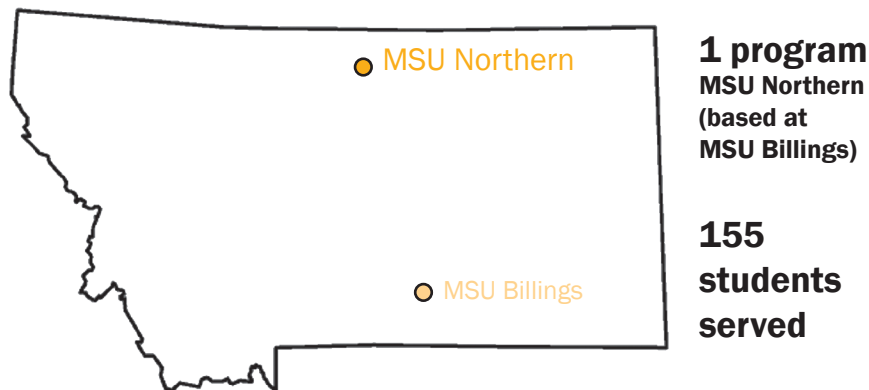 MSU Northern
MSU Billings
1 program
MSU Northern
(based at
MSU Billings)
155
students
served